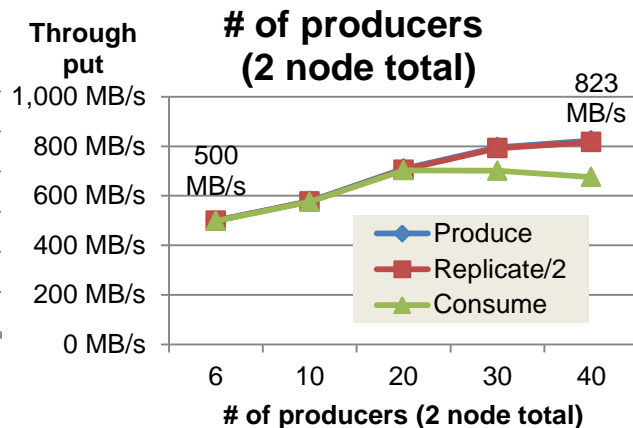 Through
put
# of producers
(2 node total)
1,000 MB/s
800 MB/s
600 MB/s
400 MB/s
200 MB/s
0 MB/s
500
MB/s
823
MB/s
Produce
Replicate/2
Consume
6 10 20 30 40
# of producers (2 node total)